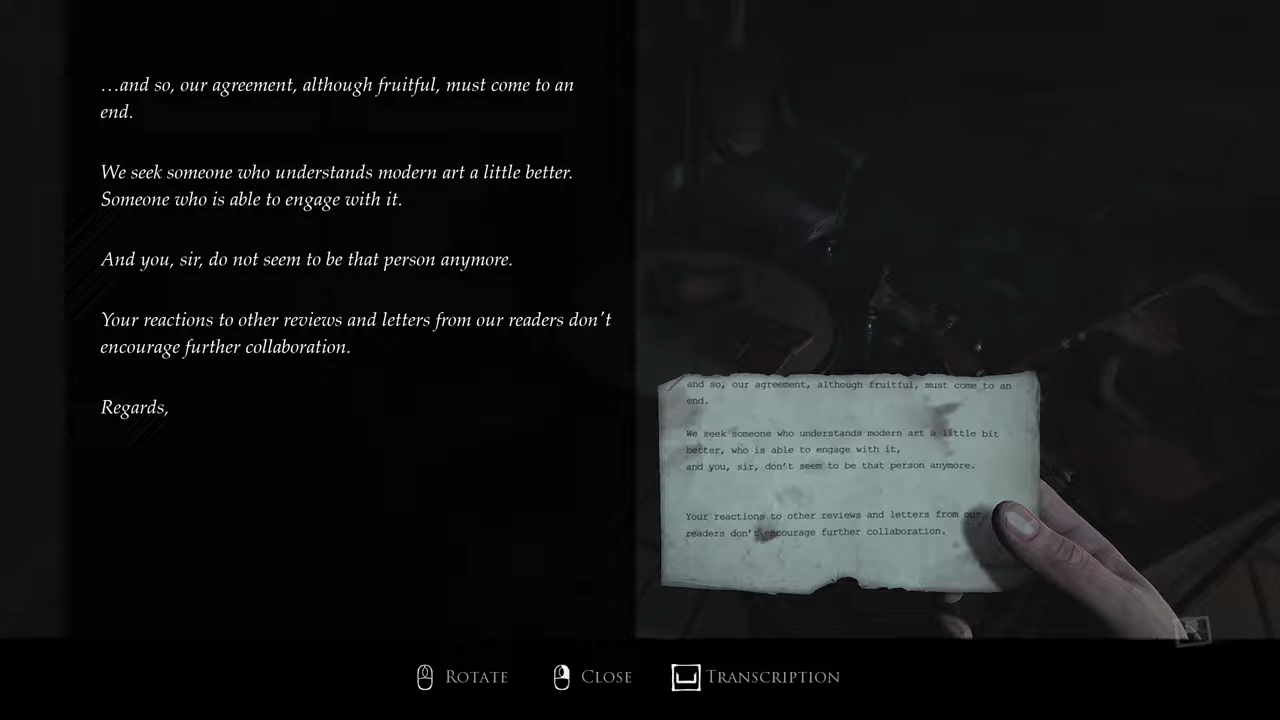 …and so, our agreement, although fruitful, must come to an
end.
We seek someone who understands modern art a little better.
Someone who is able to engage with it.
And you, sir, do not seem to be that person anymore.
Your reactions to other reviews and letters from our readers don't
encourage further collaboration.
Regards,
and so, our agreement, although fruitful, must come to an
end.
We seek someone who understands modern art a little bit
better, who is able to engage with it,
and you, sir, don't seem to be that person anymore.
Your reactions to other reviews and letters from our
readers don't encourage further collaboration.
ROTATE
CLOSE
TRANSCRIPTION